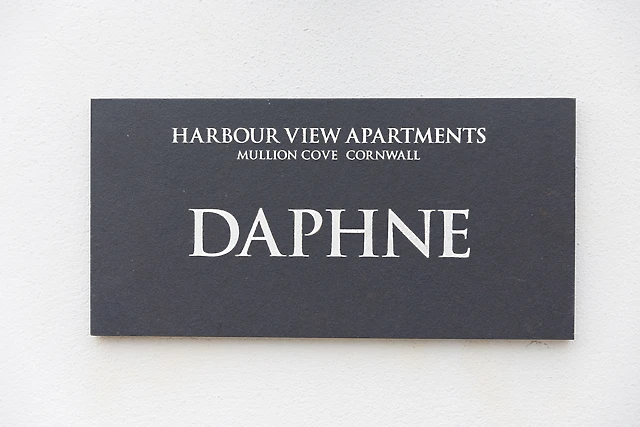 HARBOUR VIEW APARTMENTS
MULLION COVE CORNWALL
DAPHNE